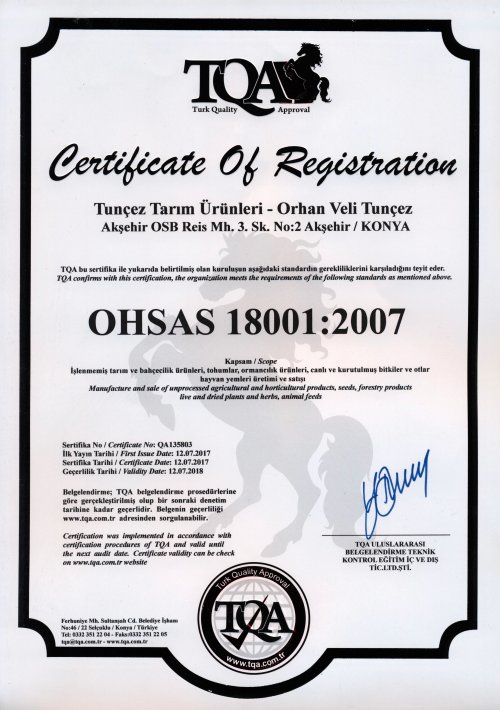 TQA
Turk Quality Approval
Certificate Of Registration
Tunçez Tarım Ürünleri - Orhan Veli Tunçez
Akşehir OSB Reis Mh. 3. Sk. No:2 Akşehir / KONYA
TQA bu sertifika ile yukarıda belirtilmiş olan kuruluşun aşağıdaki standardın gerekliliklerini karşıladığını teyit eder.
TQA confirms with this certification, the organization meets the requirements of the following standards as mentioned above.
OHSAS 18001:2007
Kapsam / Scope
İşlenmemiş tarım ve bahçecilik ürünleri, tohumlar, ormancılık ürünleri, canlı ve kurutulmuş bitkiler ve otlar
hayvan yemleri üretimi ve satışı
Manufacture and sale of unprocessed agricultural and horticultural products, seeds, forestry products
live and dried plants and herbs, animal feeds
Sertifika No / Certificate No: QA135803
İlk Yayın Tarihi / First Issue Date: 12.07.2017
Sertifika Tarihi / Certificate Date: 12.07.2017
Geçerlilik Tarihi / Validity Date: 12.07.2018
Belgelendirme; TQA belgelendirme prosedürlerine
göre gerçekleştirilmiş olup bir sonraki denetim
tarihine kadar geçerlidir. Belgenin geçerliliği
www.tqa.com.tr adresinden sorgulanabilir.
Certification was implemented in accordance with
certification procedures of TQA and valid until
the next audit date. Certificate validity can be check
on www.tqa.com.tr website
TQA ULUSLARARASI
BELGELENDİRME TEKNİK
KONTROL EĞİTİM İÇ VE DIŞ
TİC.LTD.ŞTİ.
Ferhuniye Mh. Sultanşah Cd. Belediye İşhanı
No:46 / 22 Selçuklu / Konya / Türkiye
Tel: 0332 351 22 04 - Faks:0332 351 22 05
tqa@tqa.com.tr - www.tqa.com.tr
Turk Quality Approval
TQA
www.tqa.com.tr